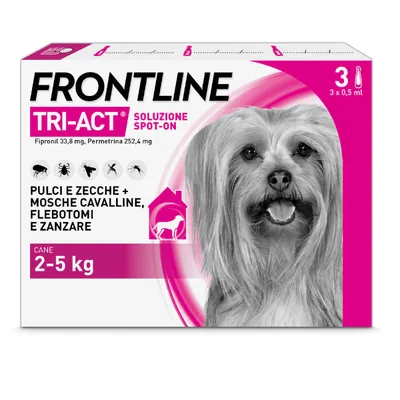 FRONTLINE
TRI-ACT®
SOLUZIONE
SPOT-ON
3
3 x 0,5 ml
Fipronil 33,8 mg, Permetrina 252,4 mg
PULCI E ZECCHE +
MOSCHE CAVALLINE,
FLEBOTOMI
E ZANZARE
CANE
2-5 kg